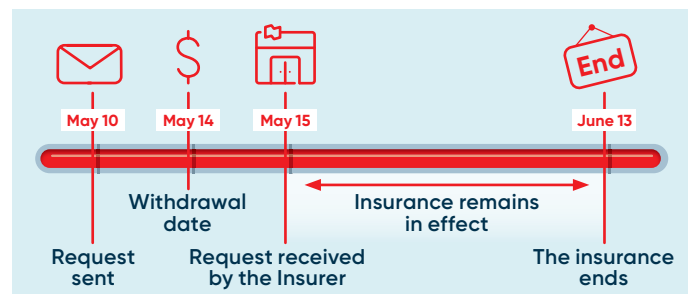 $
End
May 10
May 14
May 15
June 13
Withdrawal
date
Insurance remains
in effect
Request
sent
Request received
by the Insurer
The insurance
ends